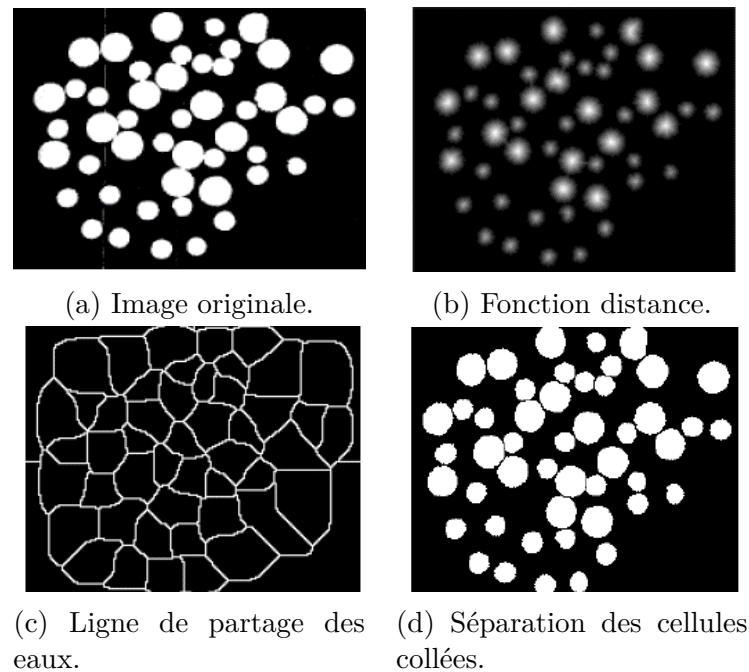 (a) Image originale.
(b) Fonction distance.
(c) Ligne de partage des
eaux.
(d) Séparation des cellules
collées.